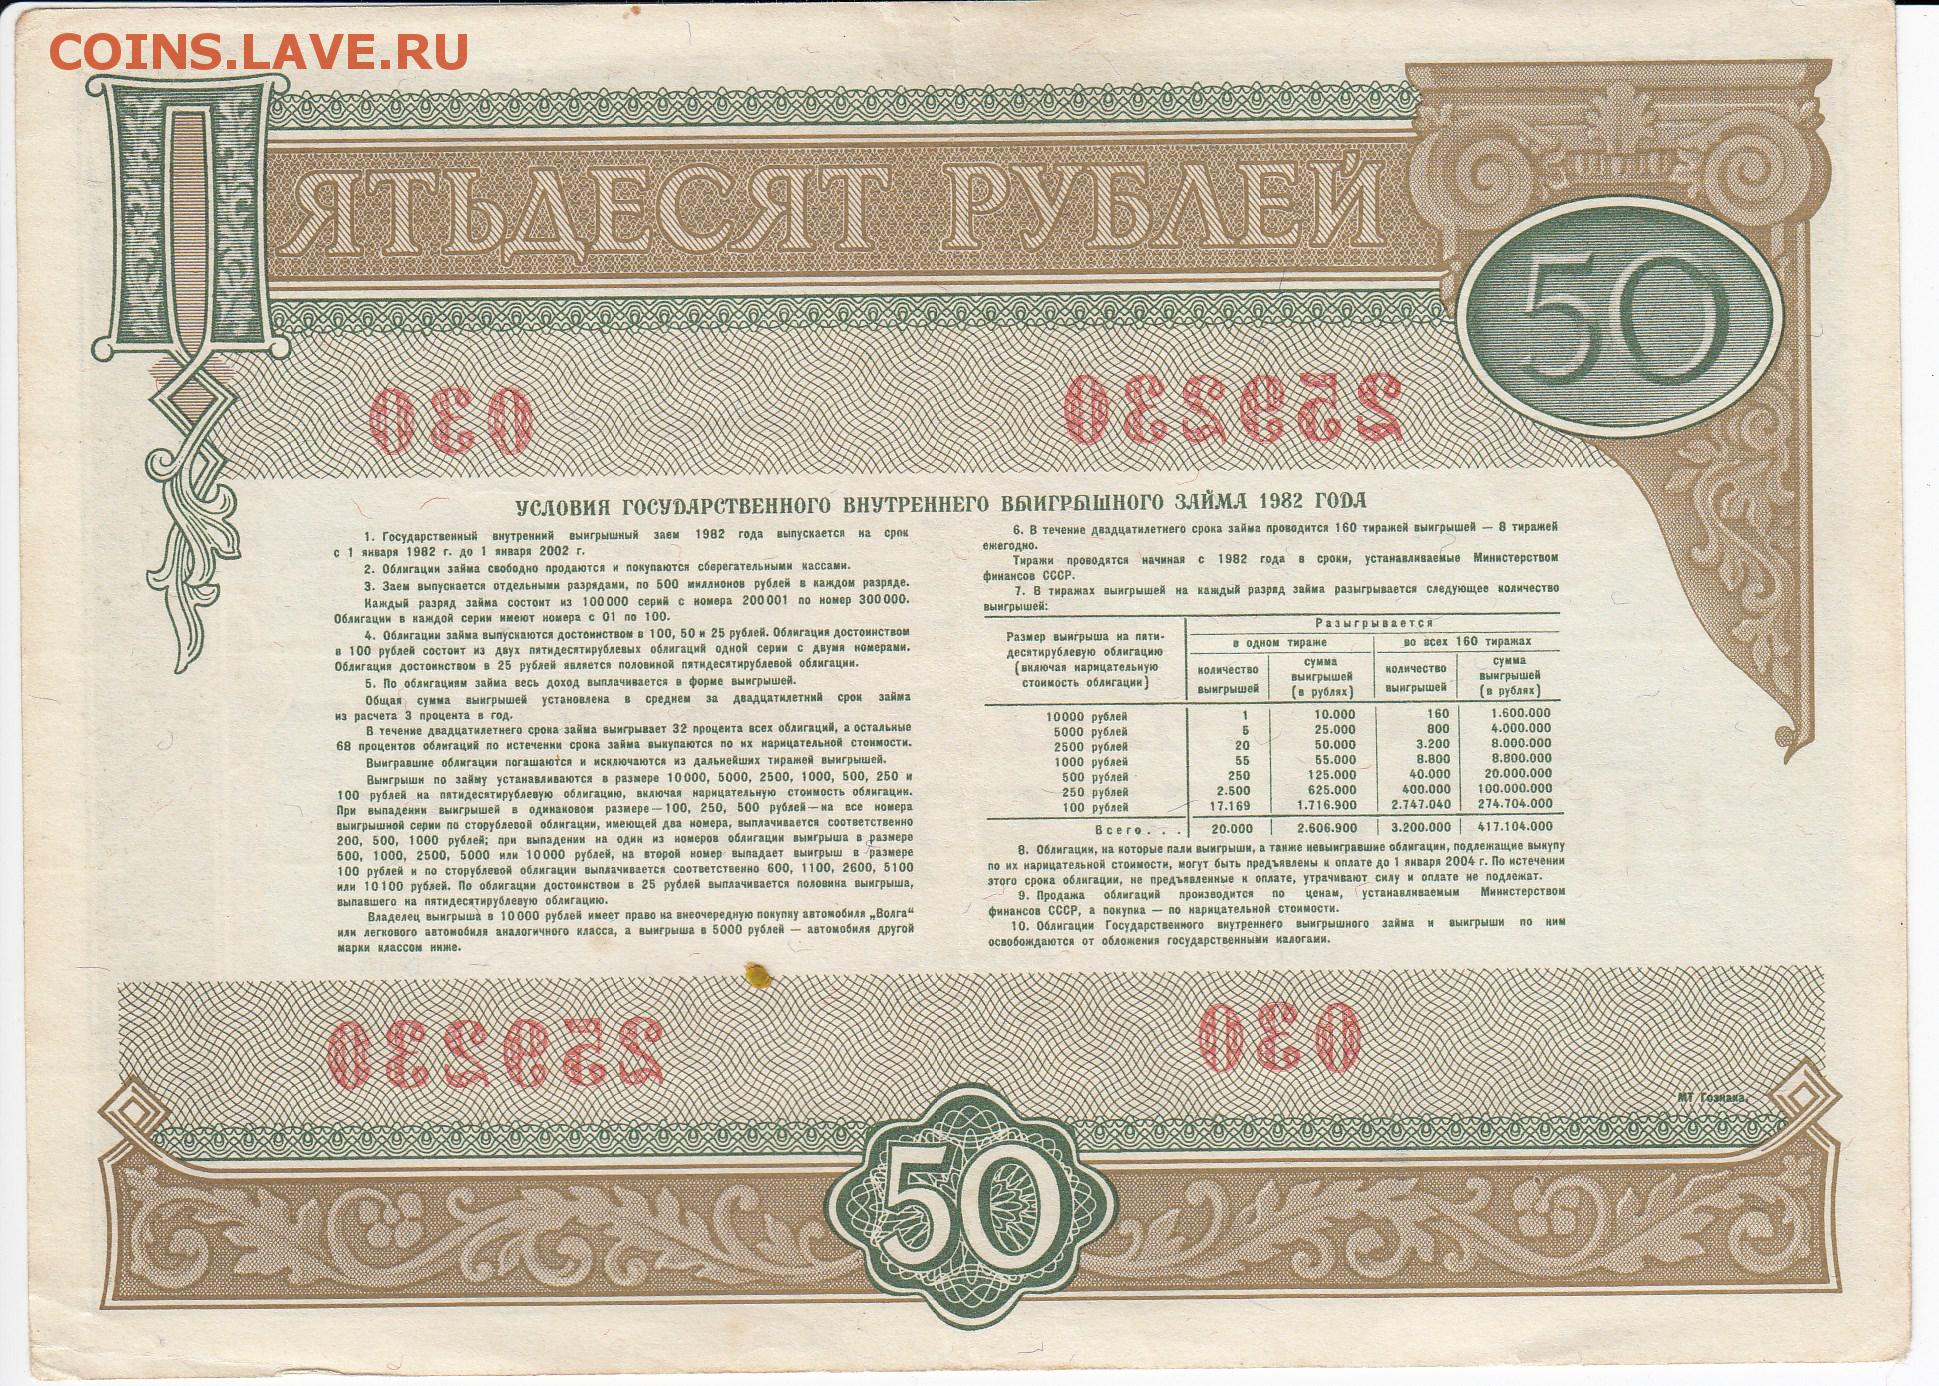 COINS.LAVE.RU
ПЯТЬДЕСЯТ РУБЛЕЙ
50
030 259230
УСЛОВИЯ ГОСУДАРСТВЕННОГО ВНУТРЕННЕГО ВЫИГРЫШНОГО ЗАЙМА 1982 ГОДА
1. Государственный внутренний выигрышный заем 1982 года выпускается на срок
с 1 января 1982 г. до 1 января 2002 г.
2. Облигации займа свободно продаются и покупаются сберегательными кассами.
3. Заем выпускается отдельными разрядами, по 500 миллионов рублей в каждом разряде.
Каждый разряд займа состоит из 100000 серий с номера 200001 по номер 300000.
Облигации в каждой серии имеют номера с 01 по 100.
4. Облигации займа выпускаются достоинством в 100, 50 и 25 рублей. Облигация достоинством
в 100 рублей состоит из двух пятидесятирублевых облигаций одной серии с двумя номерами.
Облигация достоинством в 25 рублей является половиной пятидесятирублевой облигации.
5. По облигациям займа весь доход выплачивается в форме выигрышей.
Общая сумма выигрышей установлена в среднем за двадцатилетний срок займа
из расчета 3 процента в год.
В течение двадцатилетнего срока займа выигрывает 32 процента всех облигаций, а остальные
68 процентов облигаций по истечении срока займа выкупаются по их нарицательной стоимости.
Выигравшие облигации погашаются и исключаются из дальнейших тиражей выигрышей.
Выигрыши по займу устанавливаются в размере 10000, 5000, 2500, 1000, 500, 250 и
100 рублей на пятидесятирублевую облигацию, включая нарицательную стоимость облигации.
При выпадении выигрышей в одинаковом размере—100, 250, 500 рублей—на все номера
выигрышной серии по сторублевой облигации, имеющей два номера, выплачивается соответственно
200, 500, 1000 рублей; при выпадении на один из номеров облигации выигрыша в размере
500, 1000, 2500, 5000 или 10000 рублей, на второй номер выпадает выигрыш в размере
100 рублей и по сторублевой облигации выплачивается соответственно 600, 1100, 2600, 5100
или 10100 рублей. По облигации достоинством в 25 рублей выплачивается половина выигрыша,
выпавшего на пятидесятирублевую облигацию.
Владелец выигрыша в 10000 рублей имеет право на внеочередную покупку автомобиля „Волга“
или легкового автомобиля аналогичного класса, а выигрыша в 5000 рублей — автомобиля другой
марки классом ниже.
6. В течение двадцатилетнего срока займа проводится 160 тиражей выигрышей — 8 тиражей
ежегодно.
Тиражи проводятся начиная с 1982 года в сроки, устанавливаемые Министерством
финансов СССР.
7. В тиражах выигрышей на каждый разряд займа разыгрывается следующее количество
выигрышей:
Размер выигрыша на пяти-
десятирублевую облигацию
(включая нарицательную
стоимость облигации)
Разыгрывается
в одном тираже во всех 160 тиражах
количество выигрышей сумма выигрышей (в рублях) количество выигрышей сумма выигрышей (в рублях)
10000 рублей 1 10.000 160 1.600.000
5000 рублей 5 25.000 800 4.000.000
2500 рублей 20 50.000 3.200 8.000.000
1000 рублей 55 55.000 8.800 8.800.000
500 рублей 250 125.000 40.000 20.000.000
250 рублей 2.500 625.000 400.000 100.000.000
100 рублей 17.169 1.716.900 2.747.040 274.704.000
Всего... 20.000 2.606.900 3.200.000 417.104.000
8. Облигации, на которые пали выигрыши, а также невыигравшие облигации, подлежащие выкупу
по их нарицательной стоимости, могут быть предъявлены к оплате до 1 января 2004 г. По истечении
этого срока облигации, не предъявленные к оплате, утрачивают силу и оплате не подлежат.
9. Продажа облигаций производится по ценам, устанавливаемым Министерством
финансов СССР, а покупка — по нарицательной стоимости.
10. Облигации Государственного внутреннего выигрышного займа и выигрыши по ним
освобождаются от обложения государственными налогами.
259230 030
МТ Гознака.
50